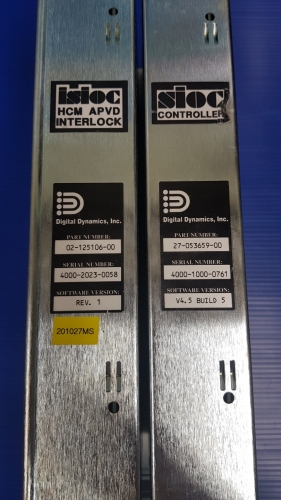 isioc
HCM APVD
INTERLOCK
Digital Dynamics, Inc.
PART NUMBER:
02-125106-00
SERIAL NUMBER:
4000-2023-0058
SOFTWARE VERSION:
REV. 1
201027MS
sioc
CONTROLLER
Digital Dynamics, Inc.
PART NUMBER:
27-053659-00
SERIAL NUMBER:
4000-1000-0761
SOFTWARE VERSION:
V4.5 BUILD 5